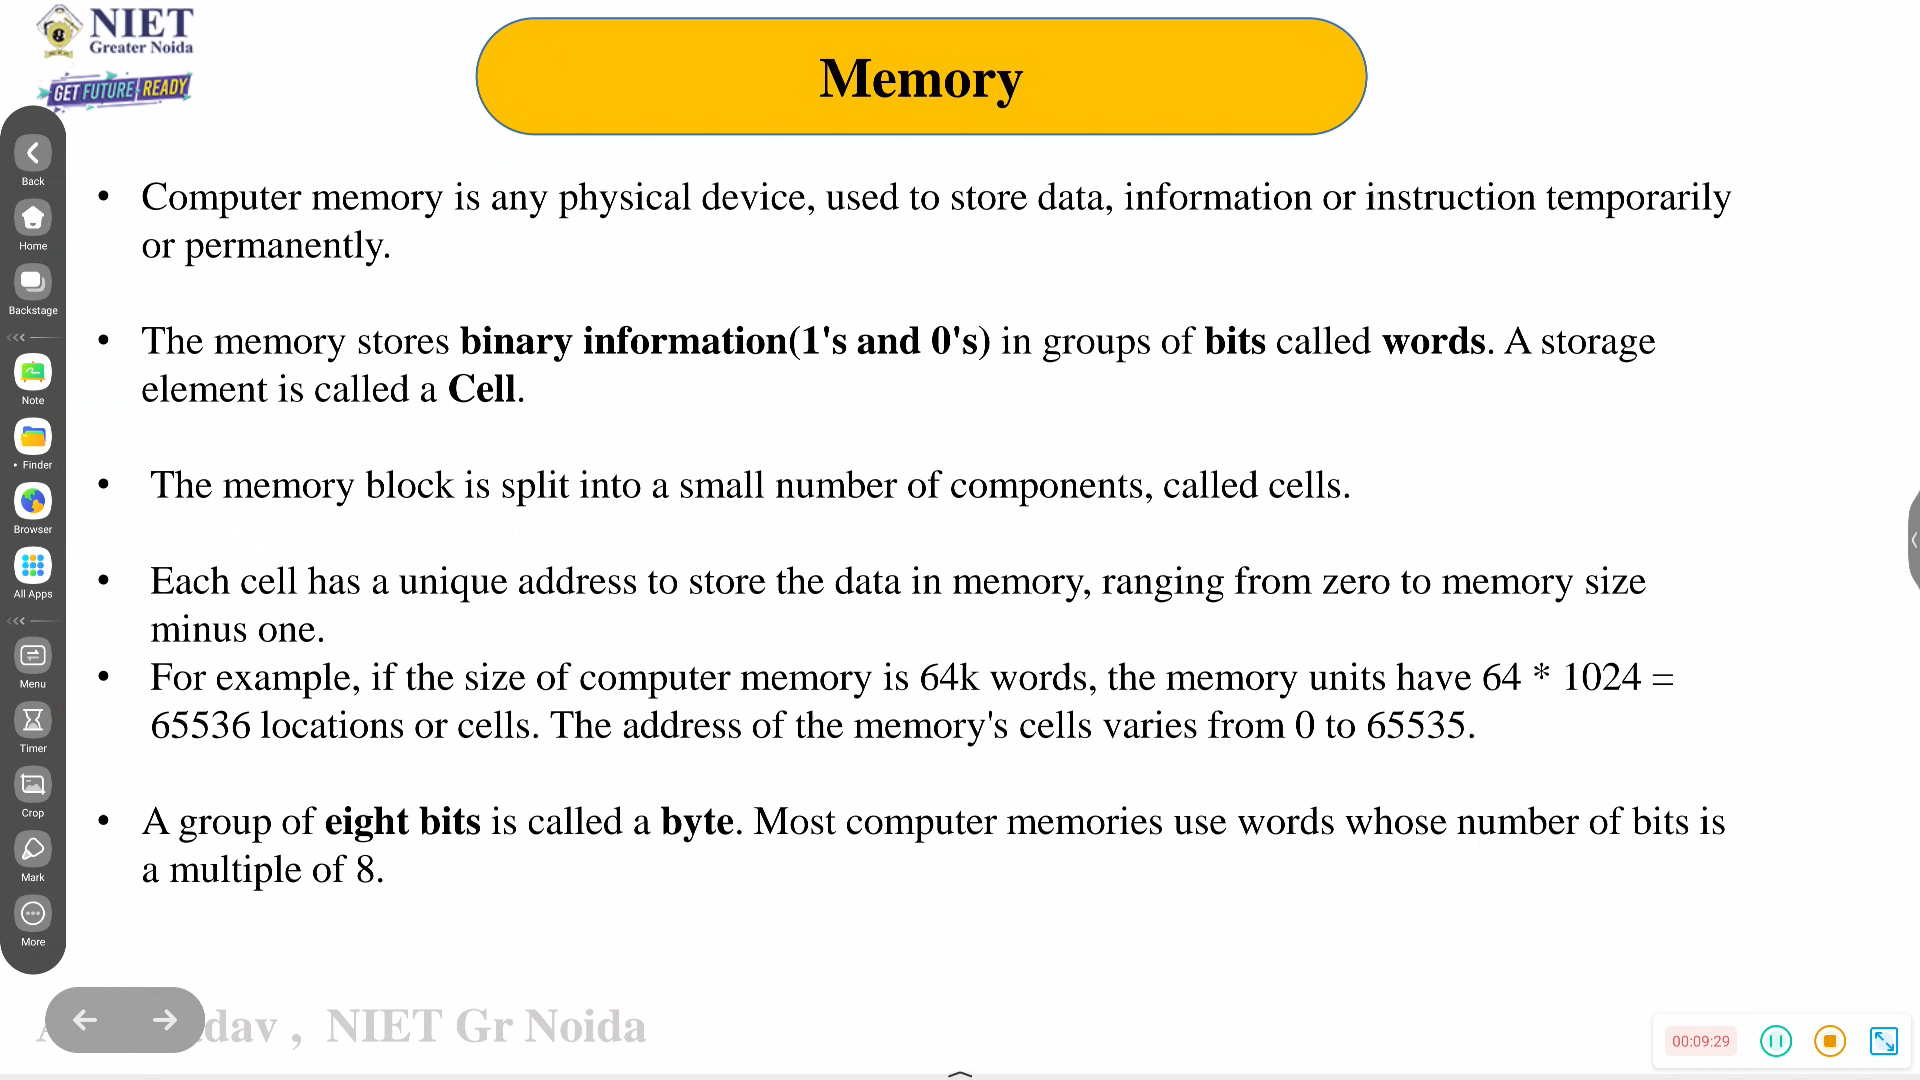 NIET
Greater Noida
GET FUTURE READY
Memory
• Computer memory is any physical device, used to store data, information or instruction temporarily
or permanently.
• The memory stores binary information(1's and 0's) in groups of bits called words. A storage
element is called a Cell.
• The memory block is split into a small number of components, called cells.
• Each cell has a unique address to store the data in memory, ranging from zero to memory size
minus one.
• For example, if the size of computer memory is 64k words, the memory units have 64 * 1024 =
65536 locations or cells. The address of the memory's cells varies from 0 to 65535.
• A group of eight bits is called a byte. Most computer memories use words whose number of bits is
a multiple of 8.
Back
Home
Backstage
Note
• Finder
Browser
All Apps
Menu
Timer
Crop
Mark
More
, NIET Gr Noida
00:09:29